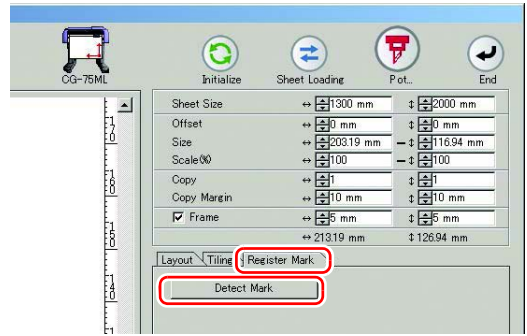 CG-75ML Initialize Sheet Loading P ot... End
Sheet Size 1300 mm 2000 mm
Offset 0 mm 0 mm
Size 203.19 mm 116.94 mm
Scale(%) 100 100
Copy 1 1
Copy Margin 10 mm 10 mm
Frame 5 mm 5 mm
213.19 mm 126.94 mm
Layout Tiling Register Mark
Detect Mark